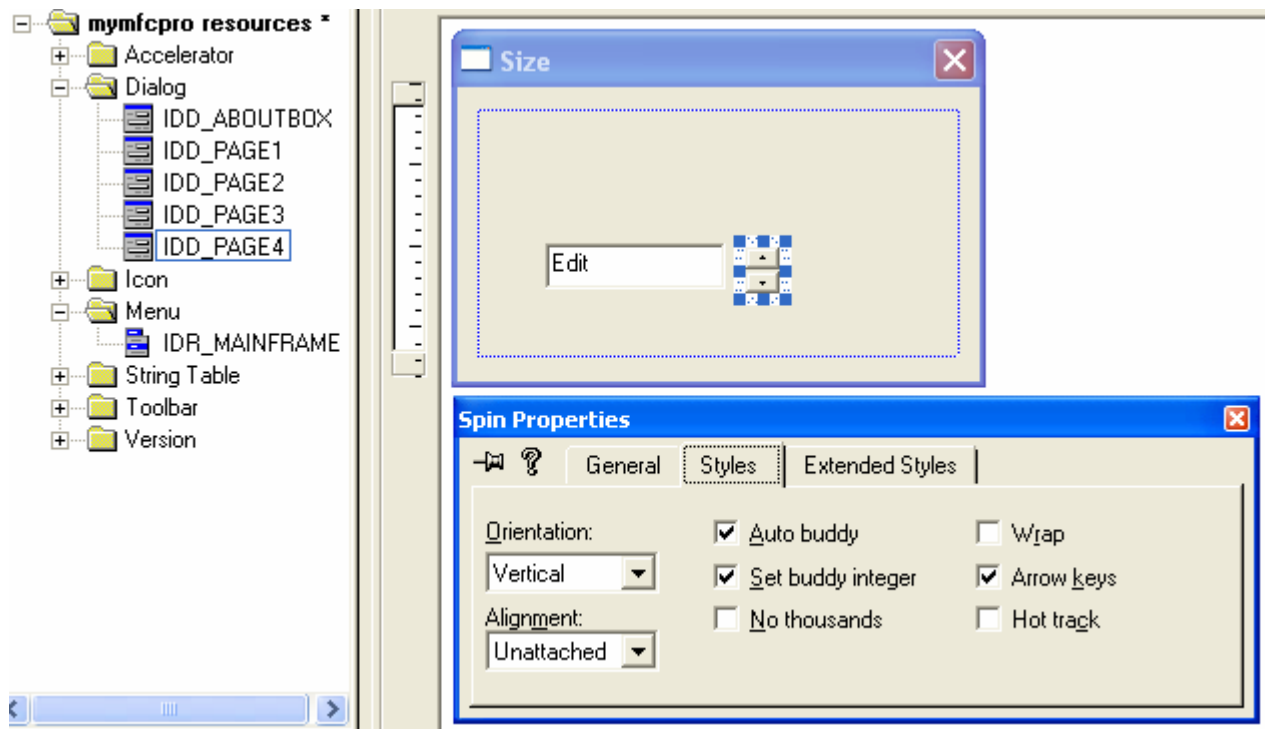 mymfcpro resources *
Accelerator
Dialog
IDD_ABOUTBOX
IDD_PAGE1
IDD_PAGE2
IDD_PAGE3
IDD_PAGE4
Icon
Menu
IDR_MAINFRAME
String Table
Toolbar
Version
Size
Edit
Spin Properties
General Styles Extended Styles
Orientation: Auto buddy Wrap
Vertical Set buddy integer Arrow keys
Alignment: No thousands Hot track
Unattached